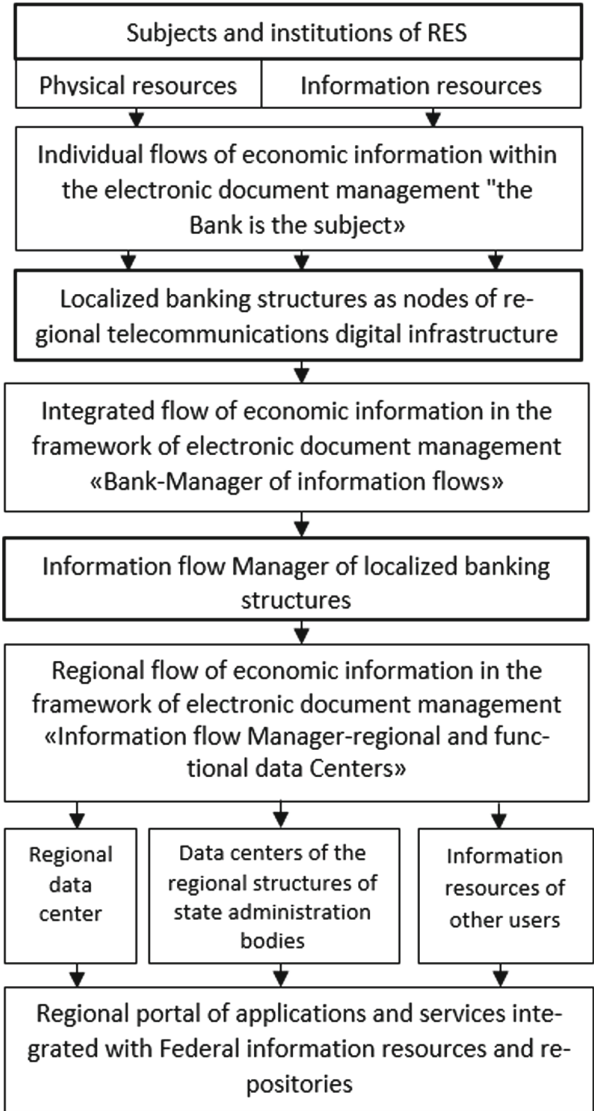 Subjects and institutions of RES
Physical resources
Information resources
Individual flows of economic information within
the electronic document management "the
Bank is the subject»
Localized banking structures as nodes of re-
gional telecommunications digital infrastructure
Integrated flow of economic information in the
framework of electronic document management
«Bank-Manager of information flows»
Information flow Manager of localized banking
structures
Regional flow of economic information in the
framework of electronic document management
«Information flow Manager-regional and func-
tional data Centers»
Regional
data
center
Data centers of the
regional structures of
state administration
bodies
Information
resources of
other users
Regional portal of applications and services inte-
grated with Federal information resources and re-
positories